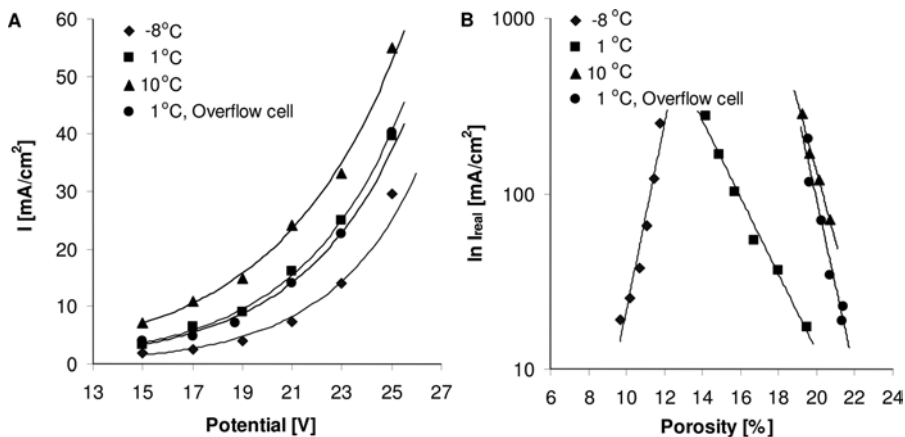 A
60
50
40
30
20
10
0
I [mA/cm²]
-8°C
1°C
10°C
1°C, Overflow cell
13 15 17 19 21 23 25 27
Potential [V]
B
1000
100
10
ln I_real [mA/cm²]
-8°C
1 °C
10 °C
1 °C, Overflow cell
6 8 10 12 14 16 18 20 22 24
Porosity [%]